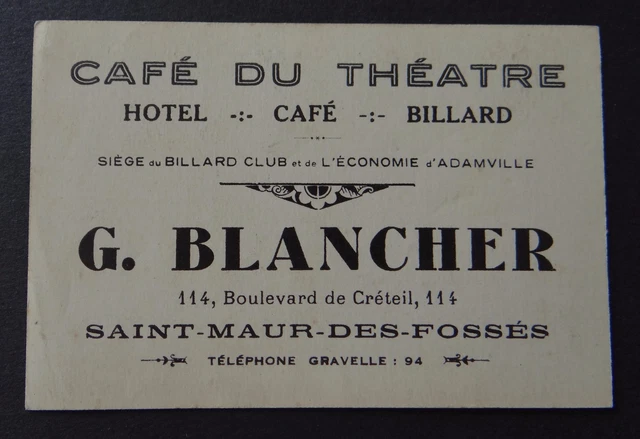 CAFÉ DU THÉATRE
HOTEL -:- CAFÉ -:- BILLARD
SIÈGE du BILLARD CLUB et de L'ÉCONOMIE d'ADAMVILLE
G. BLANCHER
114, Boulevard de Créteil, 114
SAINT-MAUR-DES-FOSSÉS
TÉLÉPHONE GRAVELLE : 94